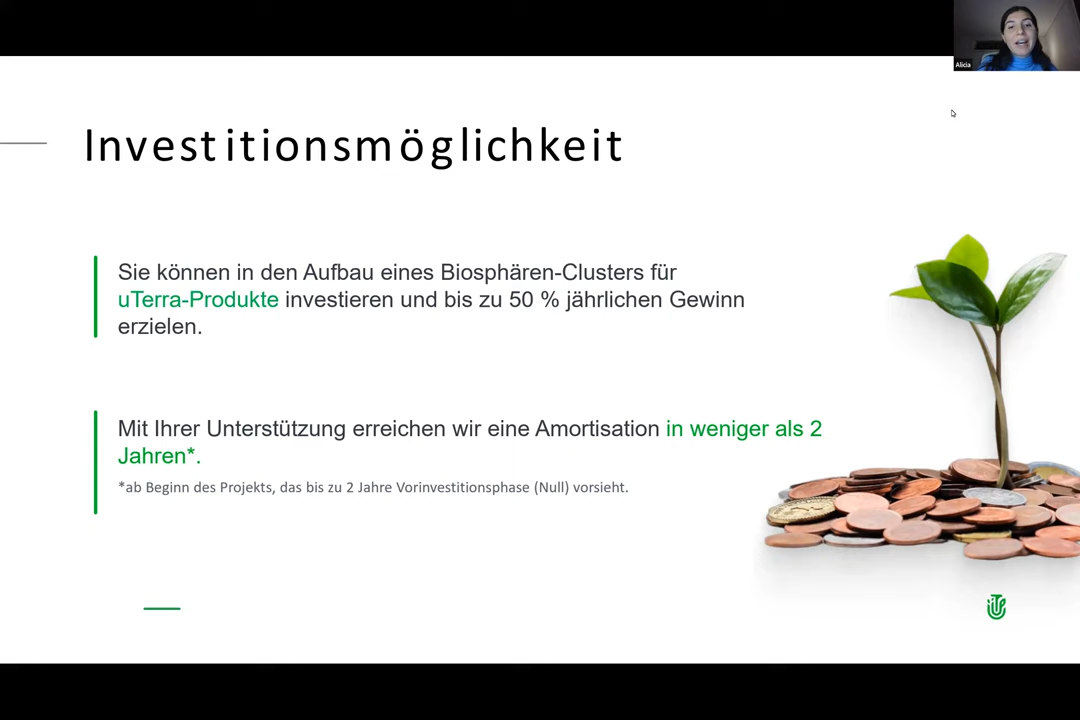 Alicia
Investitionsmöglichkeit
Sie können in den Aufbau eines Biosphären-Clusters für
uTerra-Produkte investieren und bis zu 50 % jährlichen Gewinn
erzielen.
Mit Ihrer Unterstützung erreichen wir eine Amortisation in weniger als 2
Jahren*.
*ab Beginn des Projekts, das bis zu 2 Jahre Vorinvestitionsphase (Null) vorsieht.